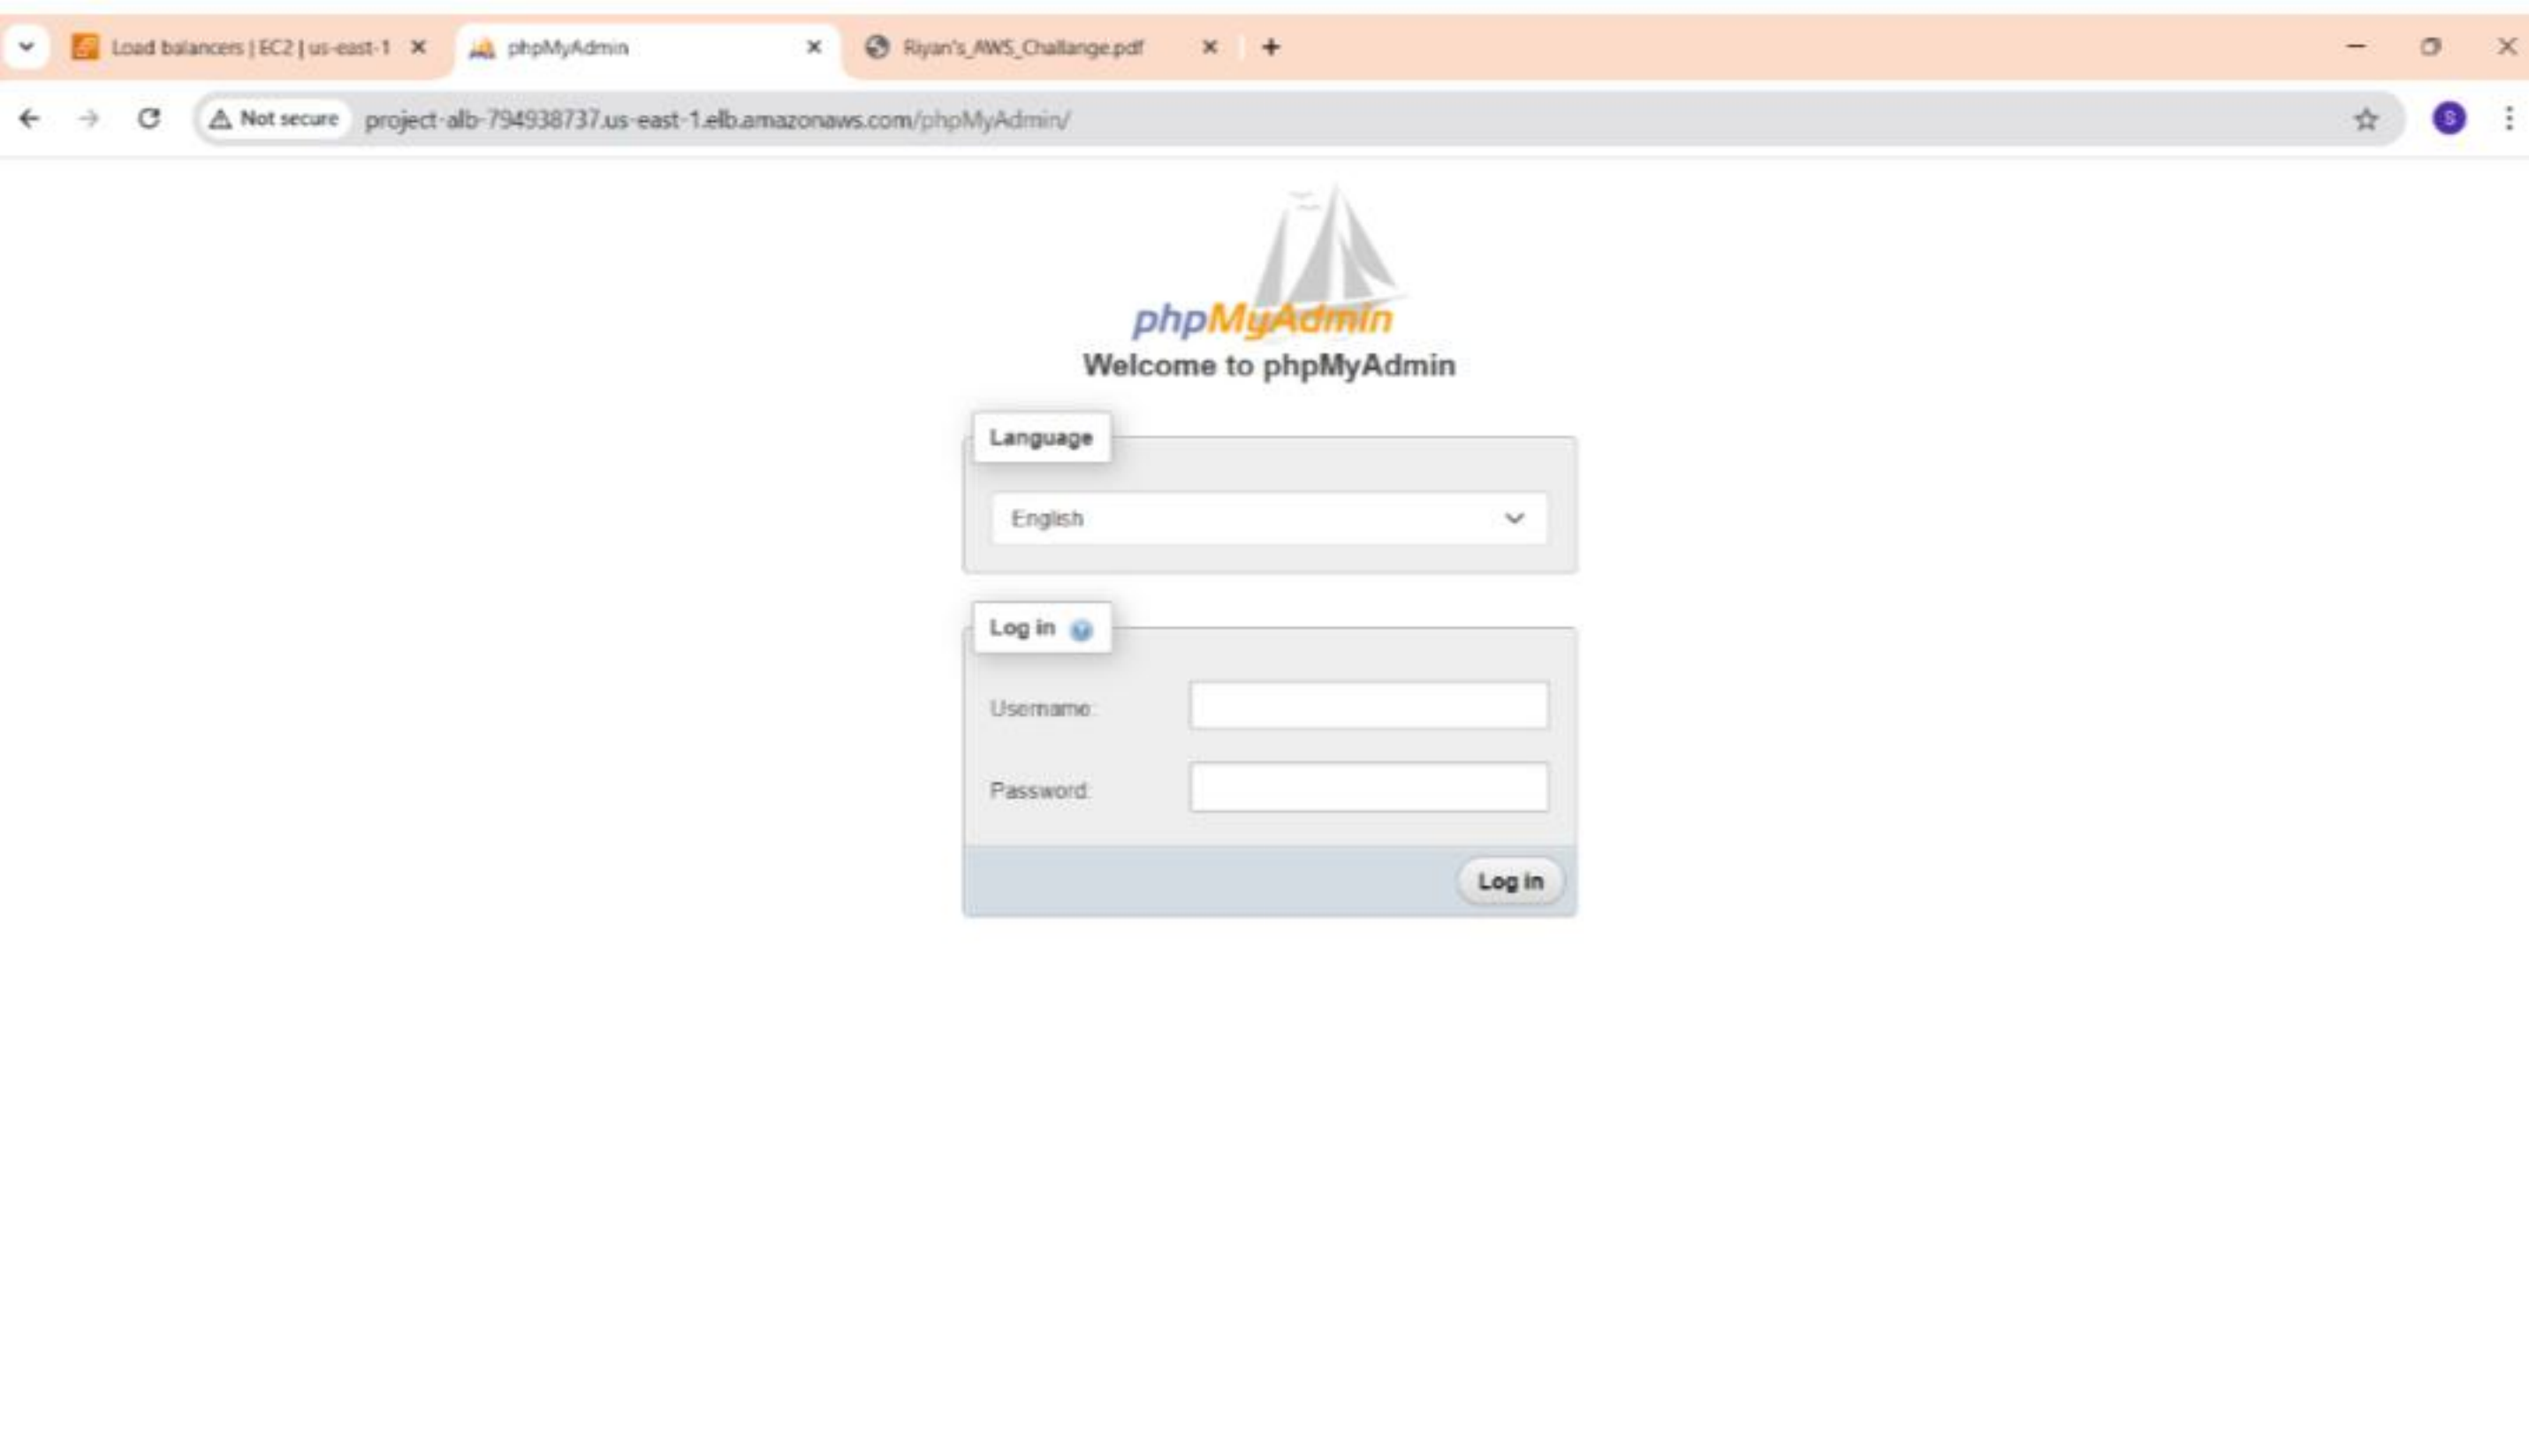 Load balancers | EC2 | us-east-1
phpMyAdmin
Riyan's_AWS_Challange.pdf
Not secure
project-alb-794938737.us-east-1.elb.amazonaws.com/phpMyAdmin/
S
phpMyAdmin
Welcome to phpMyAdmin
Language
English
Log in
Username:
Password:
Log in